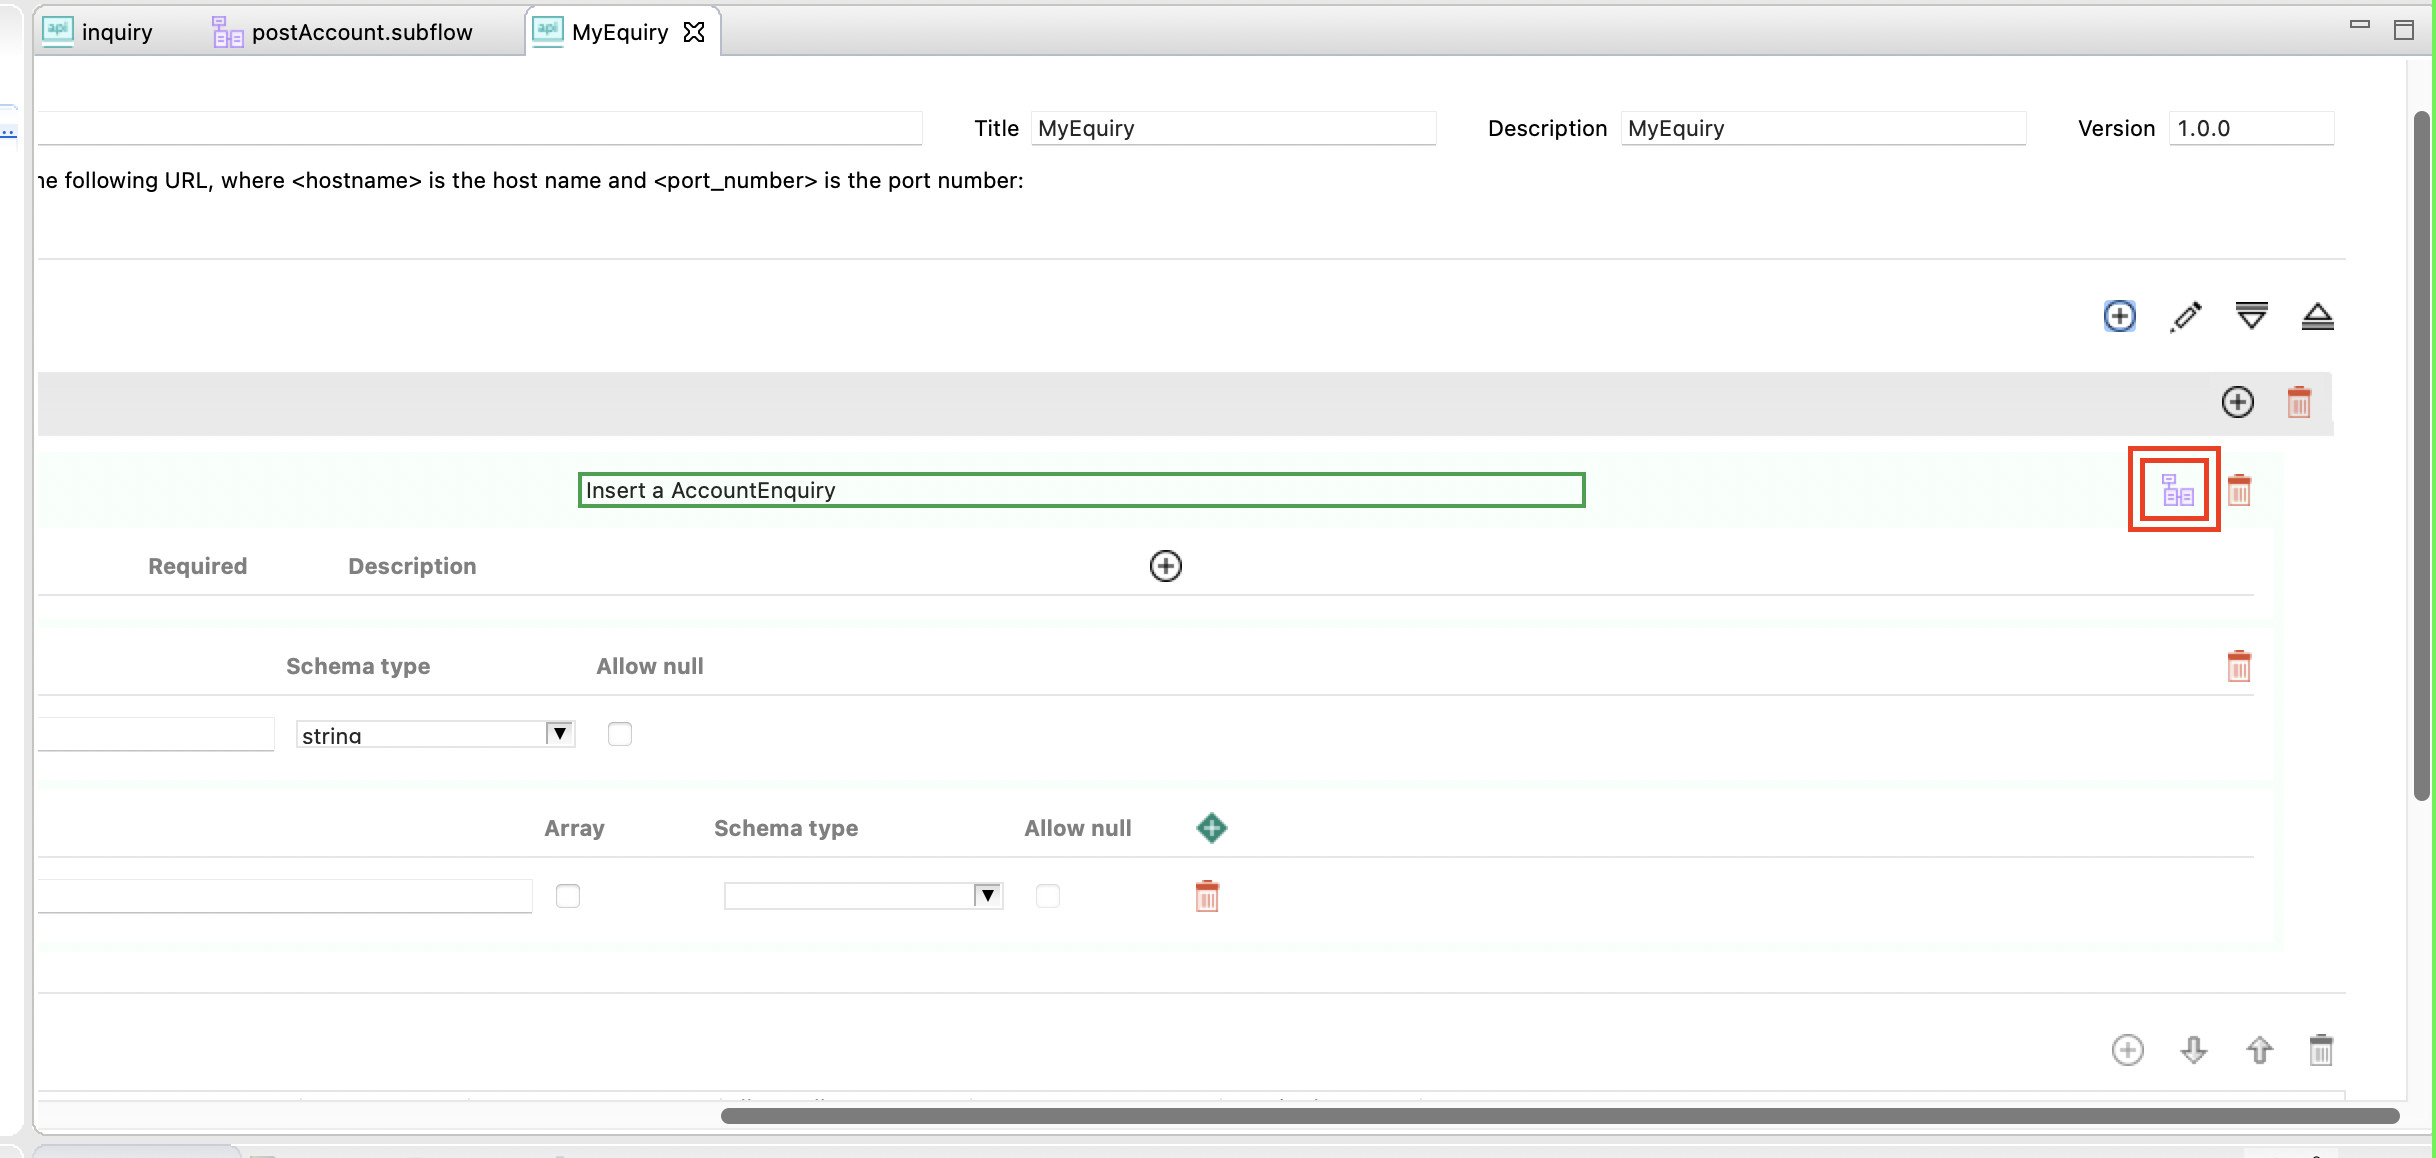 inquiry postAccount.subflow MyEquiry
Title MyEquiry Description MyEquiry Version 1.0.0
he following URL, where <hostname> is the host name and <port_number> is the port number:
Insert a AccountEnquiry
Required Description
Schema type Allow null
string
Array Schema type Allow null